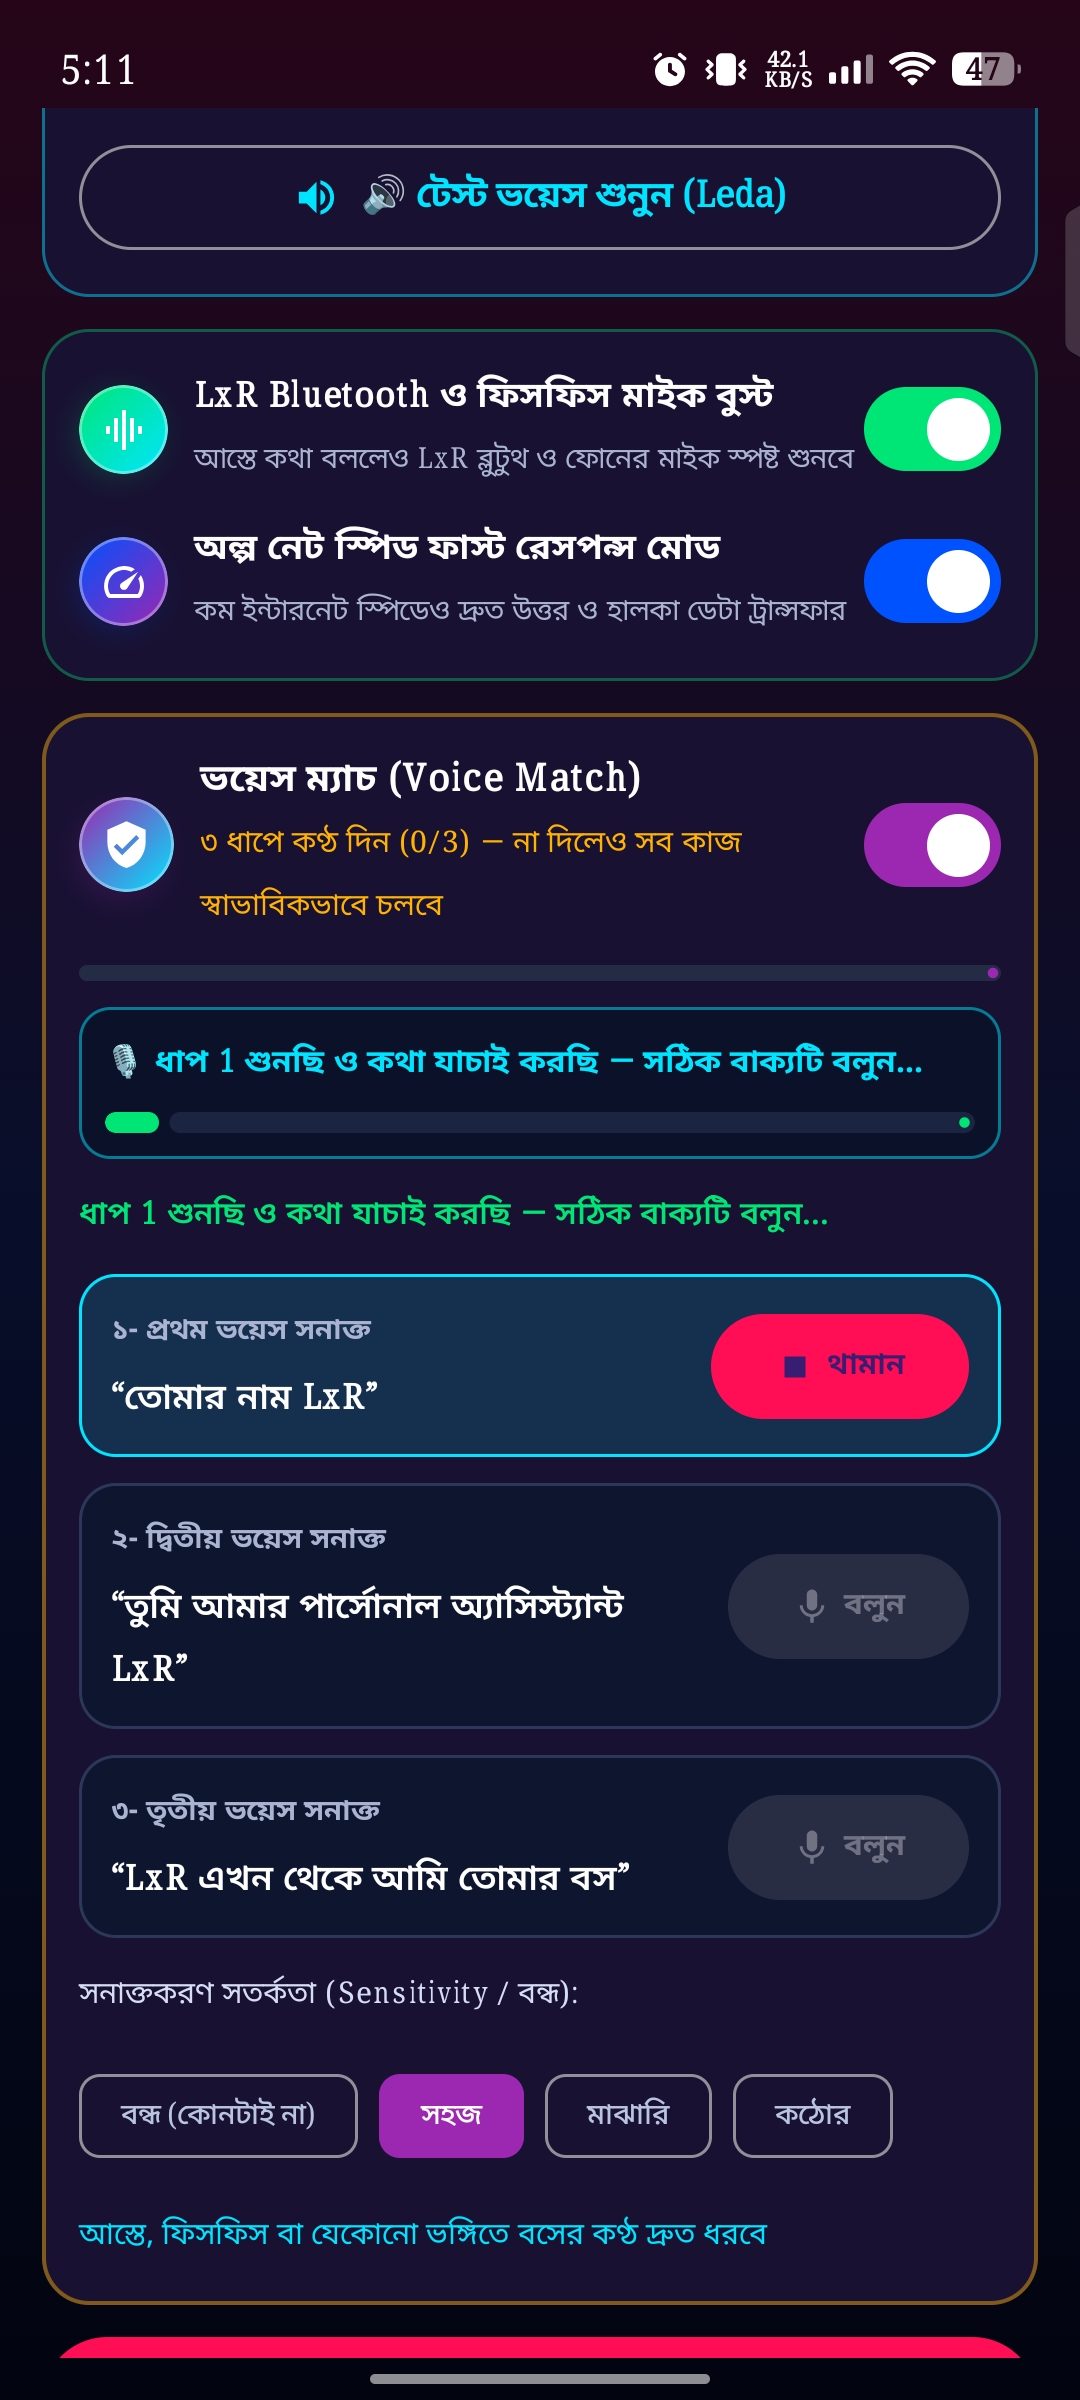 5:11
42.1
KB/S
47
🔊 টেস্ট ভয়েস শুনুন (Leda)
LxR Bluetooth ও ফিসফিস মাইক বুস্ট
আস্তে কথা বললেও LxR ব্লুটুথ ও ফোনের মাইক স্পষ্ট শুনবে
অল্প নেট স্পিড ফাস্ট রেসপন্স মোড
কম ইন্টারনেট স্পিডেও দ্রুত উত্তর ও হালকা ডেটা ট্রান্সফার
ভয়েস ম্যাচ (Voice Match)
৩ ধাপে কণ্ঠ দিন (0/3) – না দিলেও সব কাজ
স্বাভাবিকভাবে চলবে
🎙️ ধাপ 1 শুনছি ও কথা যাচাই করছি – সঠিক বাক্যটি বলুন...
ধাপ 1 শুনছি ও কথা যাচাই করছি – সঠিক বাক্যটি বলুন...
১- প্রথম ভয়েস সনাক্ত
“তোমার নাম LxR”
থামান
২- দ্বিতীয় ভয়েস সনাক্ত
“তুমি আমার পার্সোনাল অ্যাসিস্ট্যান্ট
LxR”
বলুন
৩- তৃতীয় ভয়েস সনাক্ত
“LxR এখন থেকে আমি তোমার বস”
বলুন
সনাক্তকরণ সতর্কতা (Sensitivity / বন্ধ):
বন্ধ (কোনটাই না)
সহজ
মাঝারি
কঠোর
আস্তে, ফিসফিস বা যেকোনো ভঙ্গিতে বসের কণ্ঠ দ্রুত ধরবে